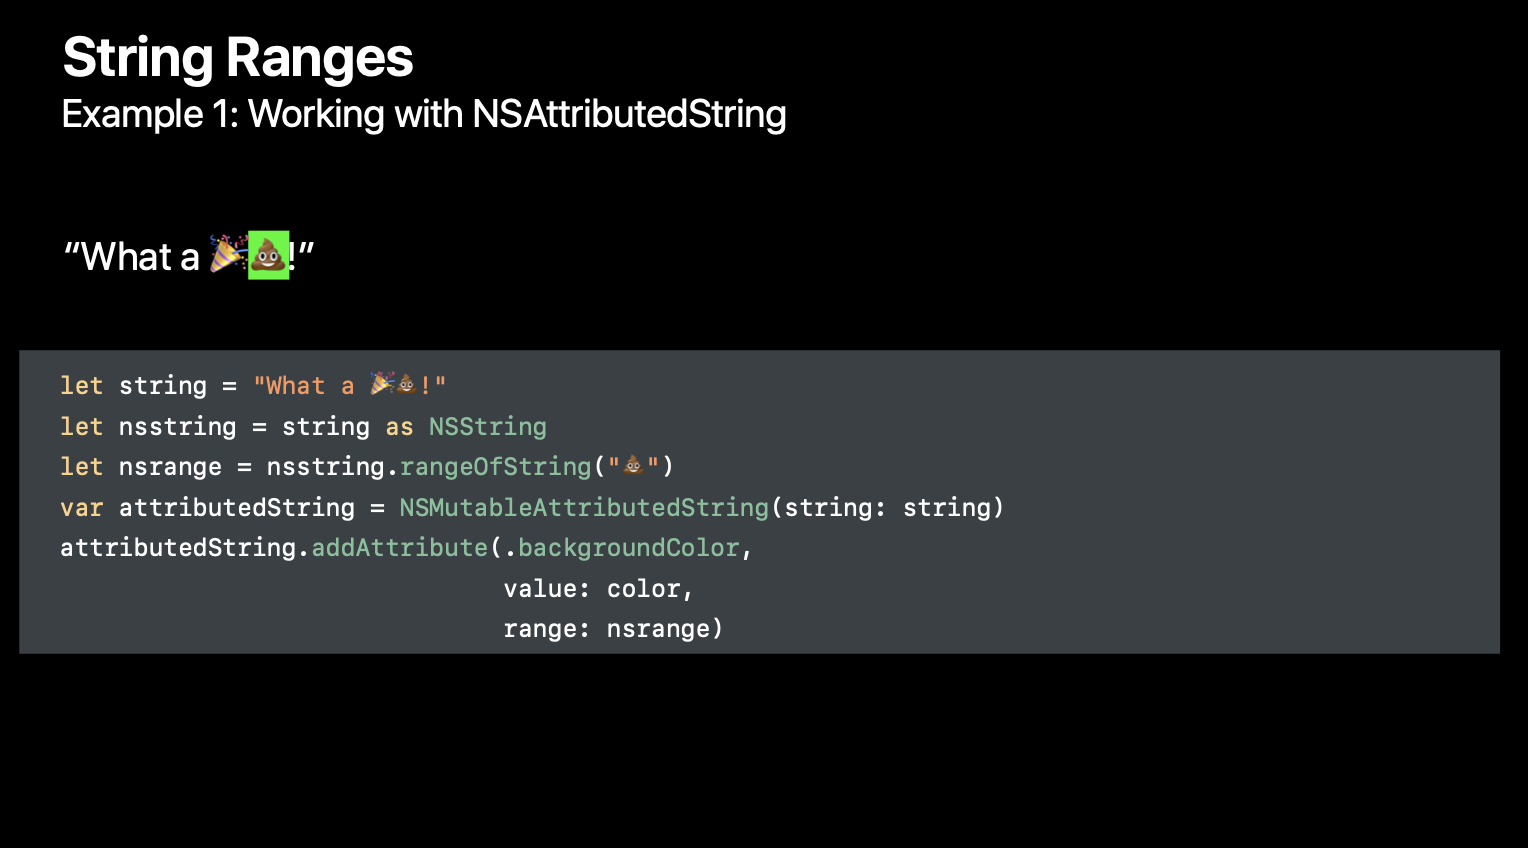 String Ranges
Example 1: Working with NSAttributedString
“What a 🎉💩!”
let string = "What a 🎉💩!"
let nsstring = string as NSString
let nsrange = nsstring.rangeOfString("💩")
var attributedString = NSMutableAttributedString(string: string)
attributedString.addAttribute(.backgroundColor,
value: color,
range: nsrange)